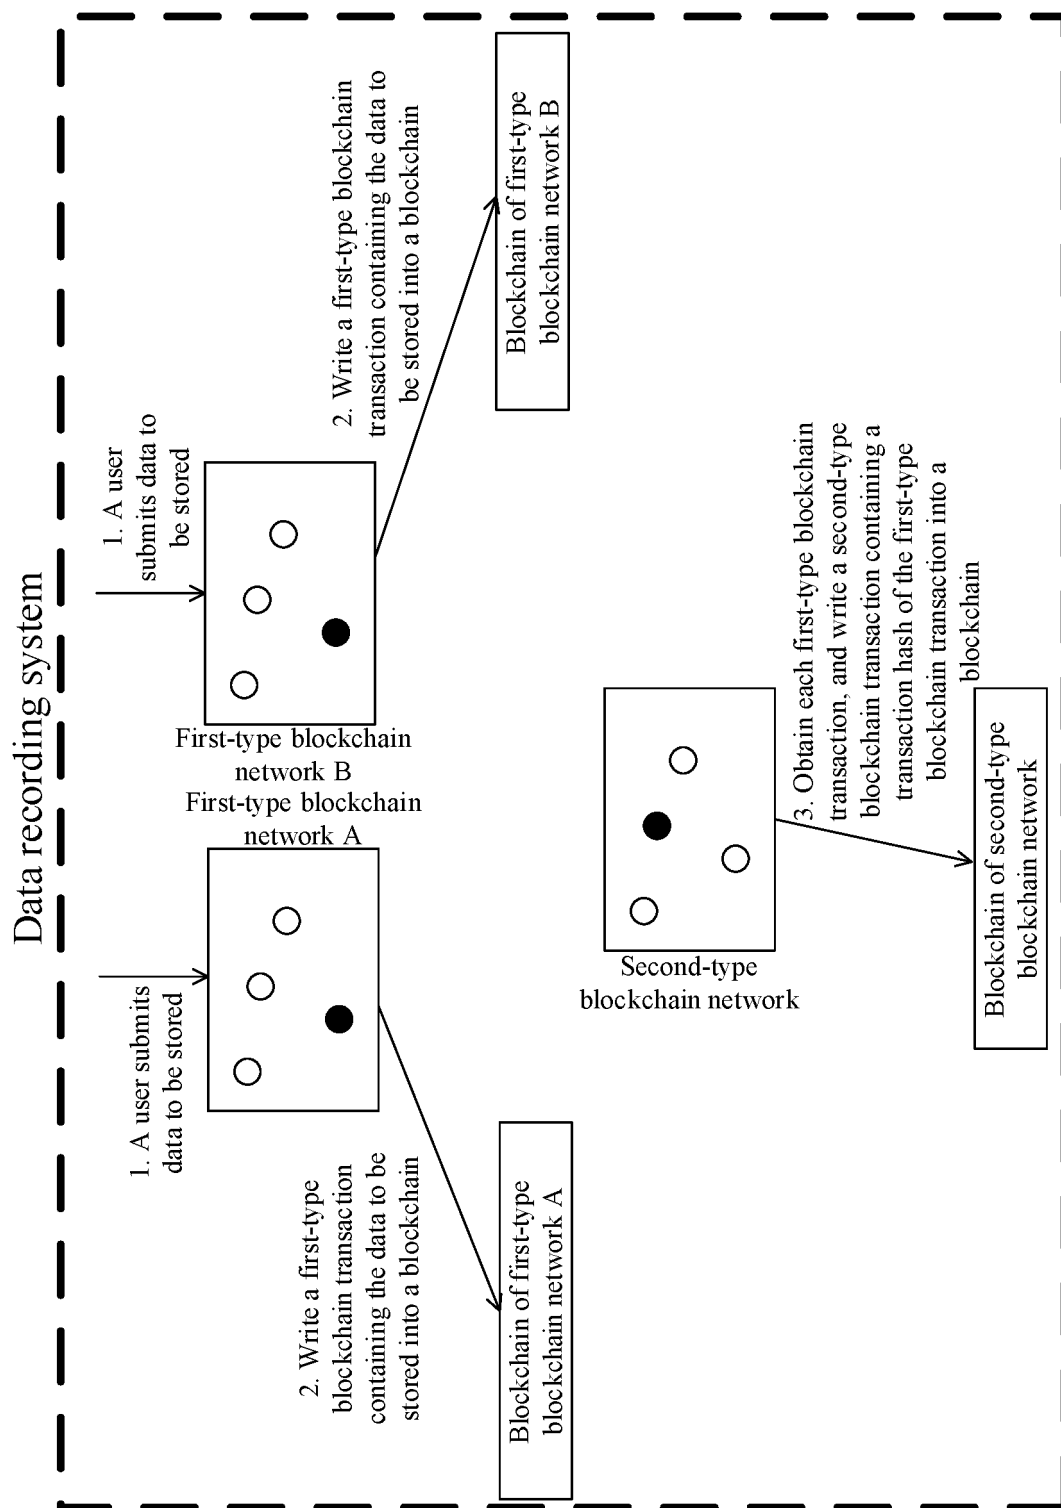 Data recording system
1. A user submits
data to be stored
First-type blockchain
network A
2. Write a first-type
blockchain transaction
containing the data to be
stored into a blockchain
Blockchain of first-type
blockchain network A
1. A user
submits data to
be stored
First-type blockchain
network B
2. Write a first-type blockchain
transaction containing the data to
be stored into a blockchain
Blockchain of first-type
blockchain network B
Second-type
blockchain network
3. Obtain each first-type blockchain
transaction, and write a second-type
blockchain transaction containing a
transaction hash of the first-type
blockchain transaction into a
blockchain
Blockchain of second-type
blockchain network